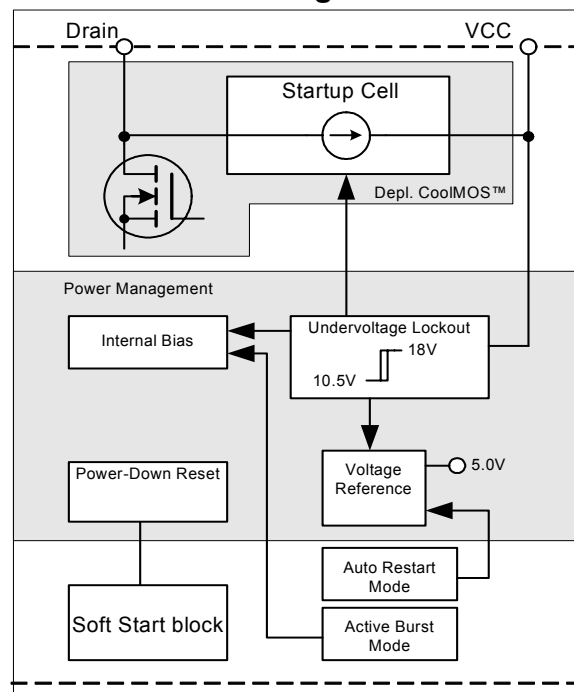 Drain
VCC
Startup Cell
Depl. CoolMOS™
Power Management
Internal Bias
Undervoltage Lockout
18V
10.5V
Power-Down Reset
Voltage
Reference
5.0V
Auto Restart
Mode
Soft Start block
Active Burst
Mode